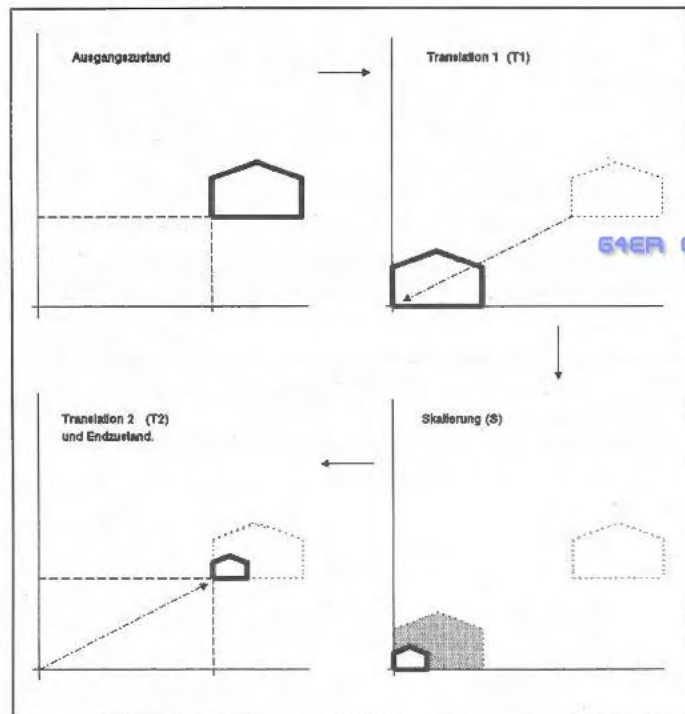 Ausgangszustand
Translation 1 (T1)
64ER
Translation 2 (T2)
und Endzustand.
Skalierung (S)